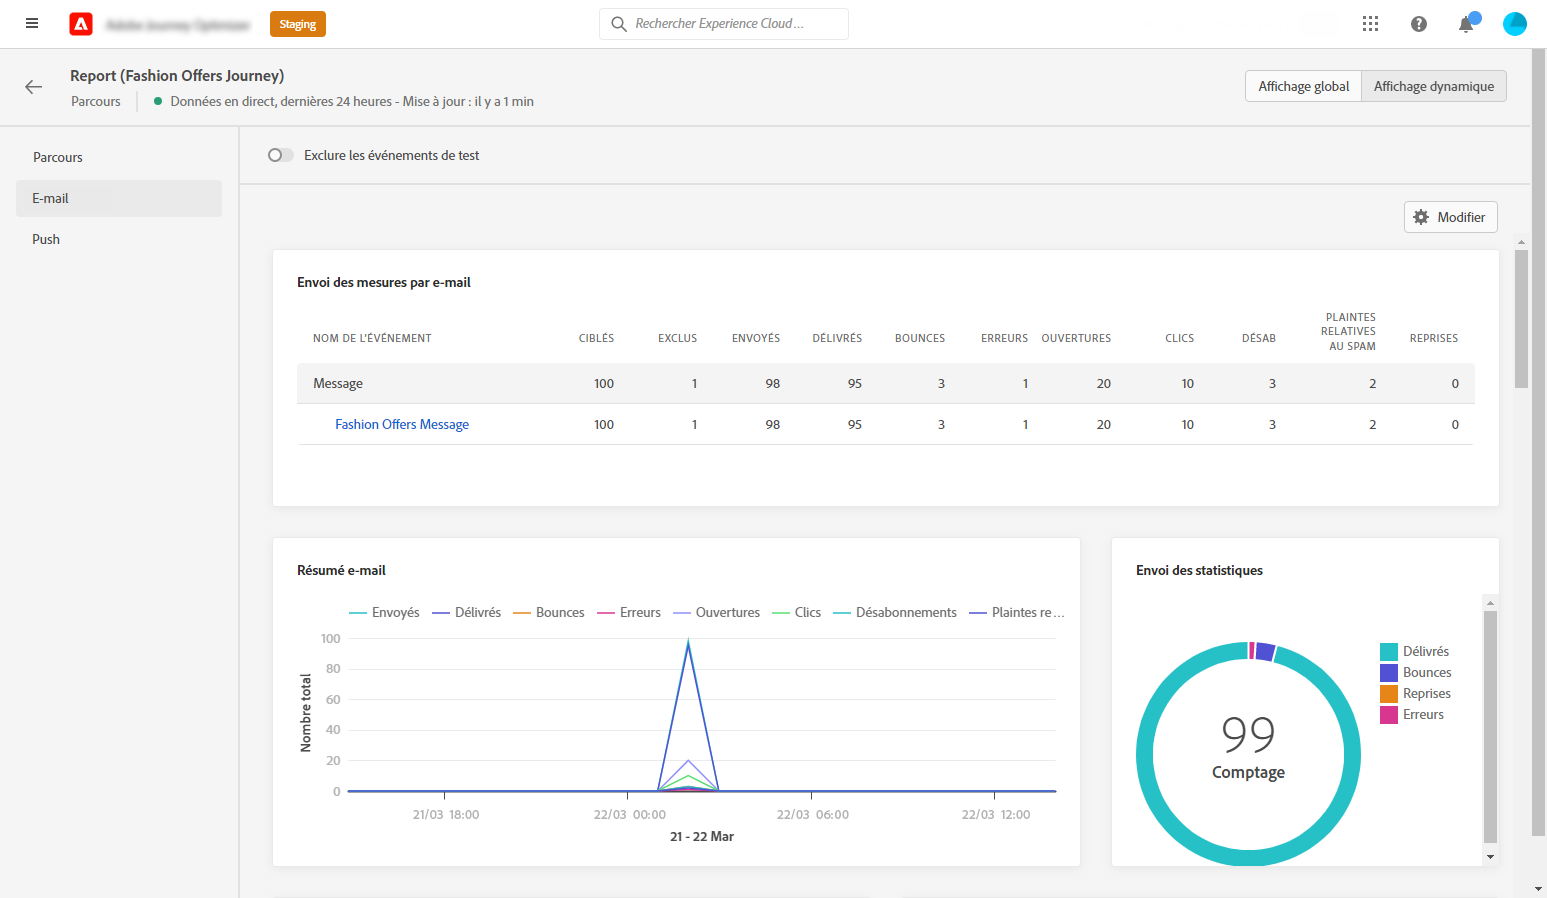 Staging
Rechercher Experience Cloud ...
Report (Fashion Offers Journey)
Parcours
Données en direct, dernières 24 heures - Mise à jour : il y a 1 min
Affichage global
Affichage dynamique
Parcours
E-mail
Push
Exclure les événements de test
Modifier
Envoi des mesures par e-mail
NOM DE L'ÉVÉNEMENT CIBLÉS EXCLUS ENVOYÉS DÉLIVRÉS BOUNCES ERREURS OUVERTURES CLICS DÉSAB PLAINTES RELATIVES AU SPAM REPRISES
Message 100 1 98 95 3 1 20 10 3 2 0
Fashion Offers Message 100 1 98 95 3 1 20 10 3 2 0
Résumé e-mail
Envoyés Délivrés Bounces Erreurs Ouvertures Clics Désabonnements Plaintes re ...
Nombre total
100
80
60
40
20
0
21/03 18:00 22/03 00:00 22/03 06:00 22/03 12:00
21 - 22 Mar
Envoi des statistiques
99
Comptage
Délivrés
Bounces
Reprises
Erreurs